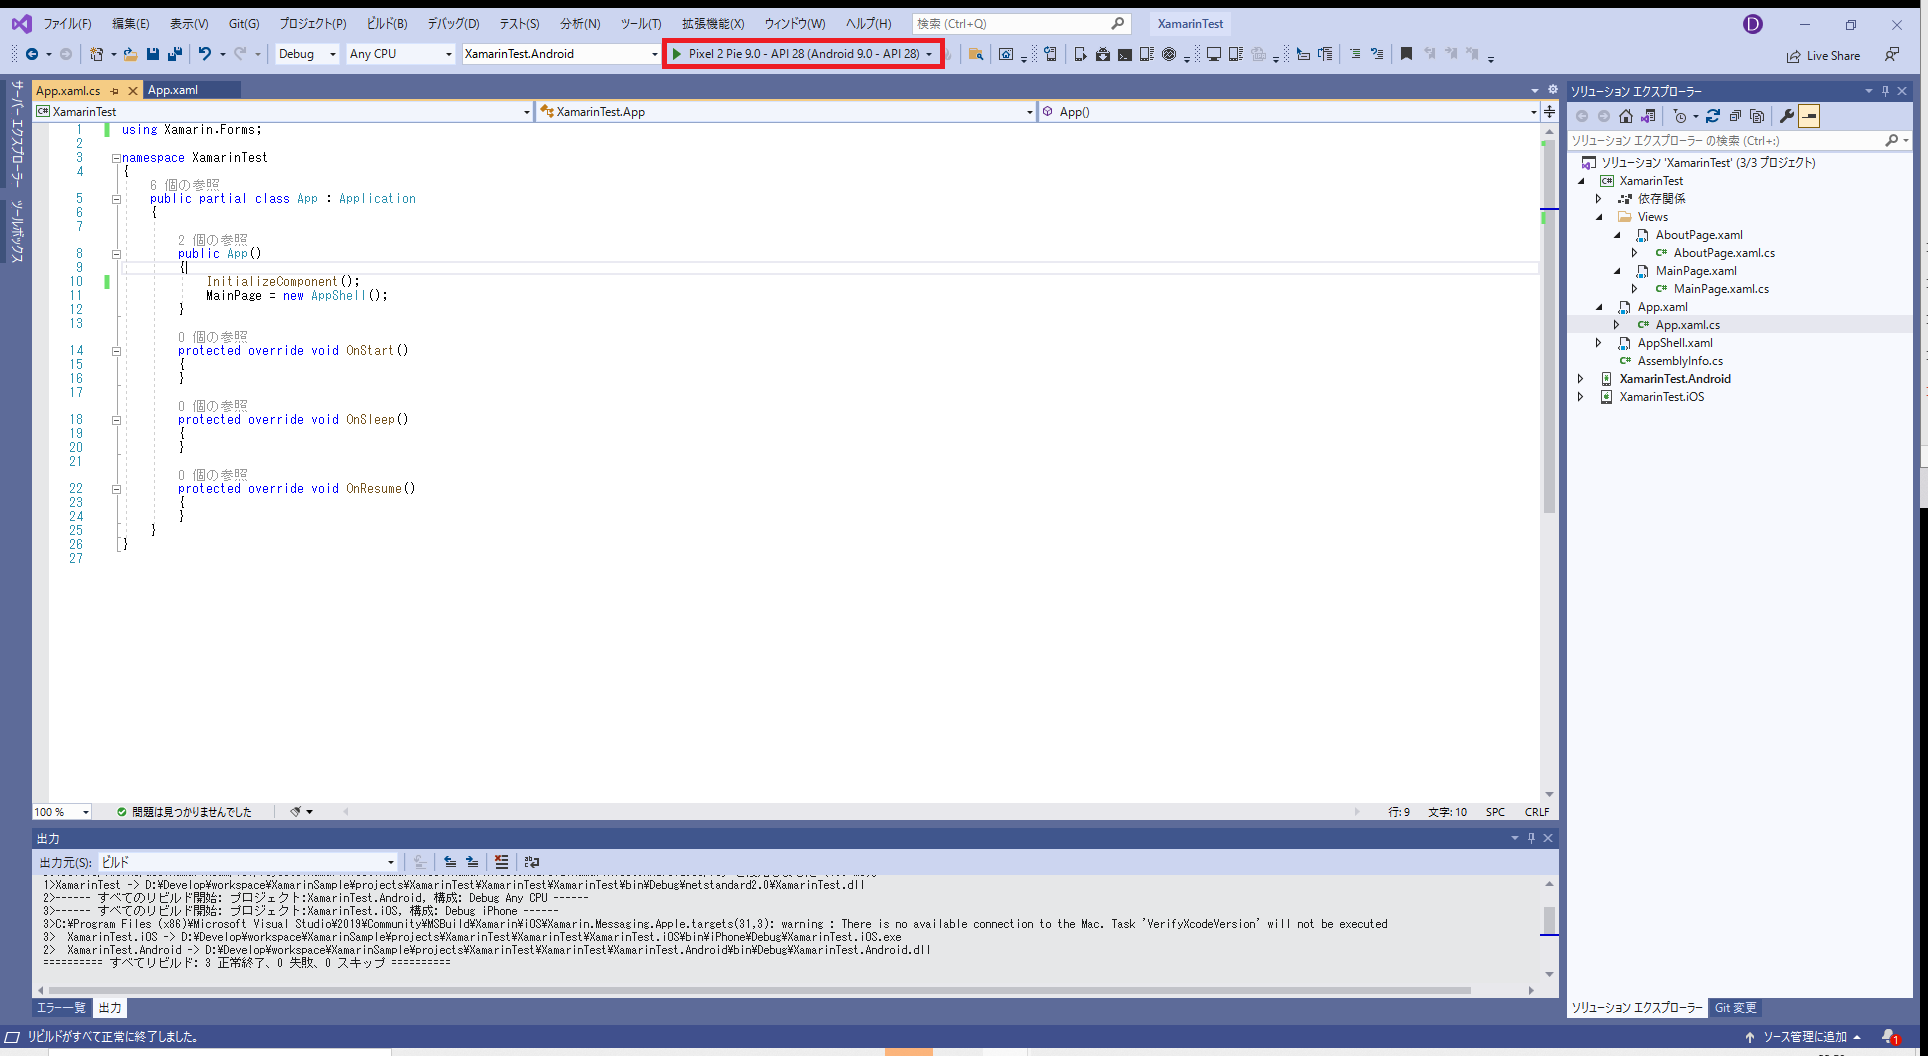 ファイル(F) 編集(E) 表示(V) Git(G) プロジェクト(P) ビルド(B) デバッグ(D) テスト(S) 分析(N) ツール(T) 拡張機能(X) ウィンドウ(W) ヘルプ(H) 検索 (Ctrl+Q) XamarinTest D
Debug Any CPU XamarinTest.Android Pixel 2 Pie 9.0 - API 28 (Android 9.0 - API 28) Live Share
サーバー エクスプローラー
ツールボックス
App.xaml.cs App.xaml
XamarinTest XamarinTest.App App()
1 using Xamarin.Forms;
2
3 namespace XamarinTest
4 {
6 個の参照
5 public partial class App : Application
6 {
7
2 個の参照
8 public App()
9 {
10 InitializeComponent();
11 MainPage = new AppShell();
12 }
13
0 個の参照
14 protected override void OnStart()
15 {
16 }
17
0 個の参照
18 protected override void OnSleep()
19 {
20 }
21
0 個の参照
22 protected override void OnResume()
23 {
24 }
25 }
26 }
27
100 % 問題は見つかりませんでした 行: 9 文字: 10 SPC CRLF
出力
出力元(S): ビルド
1>XamarinTest -> D:¥Develop¥workspace¥XamarinSample¥projects¥XamarinTest¥XamarinTest¥XamarinTest¥bin¥Debug¥netstandard2.0¥XamarinTest.dll
2>------ すべてのリビルド開始: プロジェクト:XamarinTest.Android, 構成: Debug Any CPU ------
3>------ すべてのリビルド開始: プロジェクト:XamarinTest.iOS, 構成: Debug iPhone ------
3>C:¥Program Files (x86)¥Microsoft Visual Studio¥2019¥Community¥MSBuild¥Xamarin¥iOS¥Xamarin.Messaging.Apple.targets(31,3): warning : There is no available connection to the Mac. Task 'VerifyXcodeVersion' will not be executed
3> XamarinTest.iOS -> D:¥Develop¥workspace¥XamarinSample¥projects¥XamarinTest¥XamarinTest¥XamarinTest.iOS¥bin¥iPhone¥Debug¥XamarinTest.iOS.exe
2> XamarinTest.Android -> D:¥Develop¥workspace¥XamarinSample¥projects¥XamarinTest¥XamarinTest¥XamarinTest.Android¥bin¥Debug¥XamarinTest.Android.dll
========== すべてリビルド: 3 正常終了、0 失敗、0 スキップ ==========
エラー一覧 出力
リビルドがすべて正常に終了しました。
ソリューション エクスプローラー
ソリューション エクスプローラー の検索 (Ctrl+:)
ソリューション 'XamarinTest' (3/3 プロジェクト)
C# XamarinTest
依存関係
Views
AboutPage.xaml
C# AboutPage.xaml.cs
MainPage.xaml
C# MainPage.xaml.cs
App.xaml
C# App.xaml.cs
AppShell.xaml
C# AssemblyInfo.cs
XamarinTest.Android
XamarinTest.iOS
ソリューション エクスプローラー Git 変更
ソース管理に追加 1